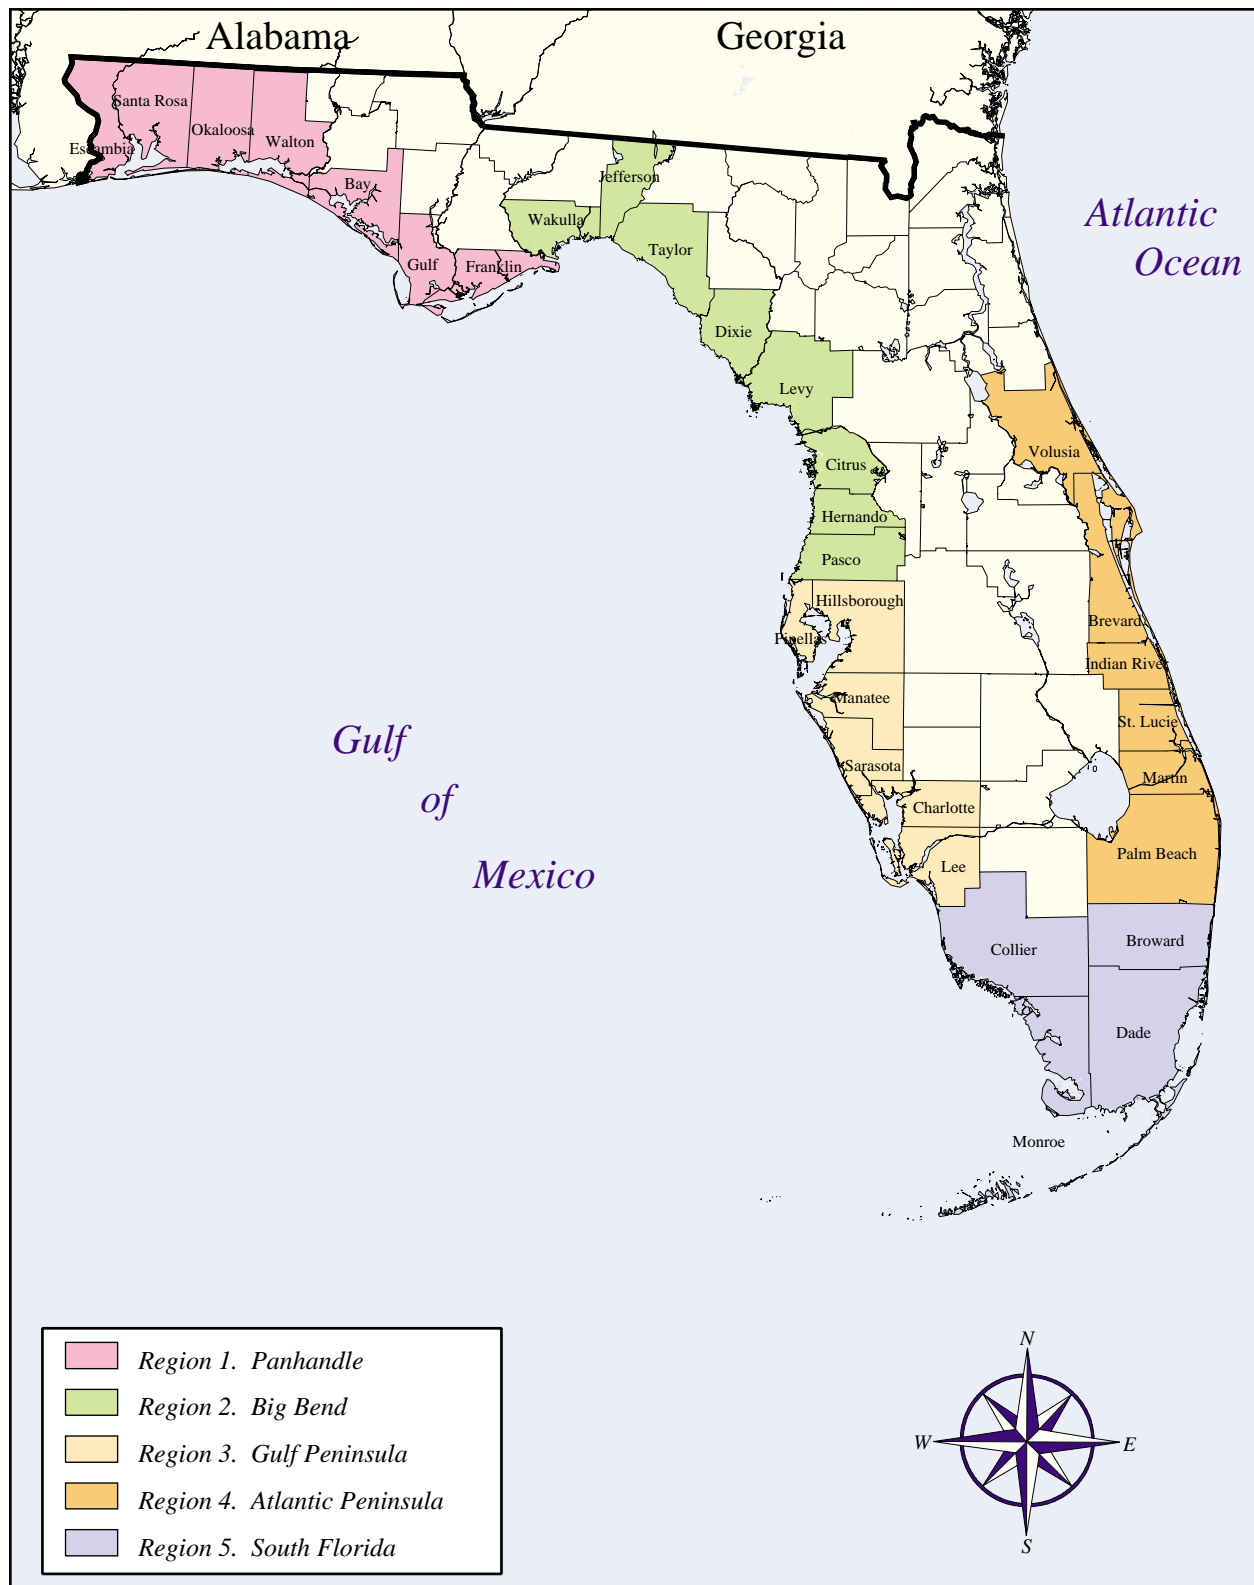 Alabama
Georgia
Santa Rosa
Okaloosa
Escambia
Walton
Jefferson
Bay
Wakulla
Atlantic
Ocean
Taylor
Gulf
Franklin
Dixie
Levy
Volusia
Citrus
Hernando
Pasco
Hillsborough
Pinellas
Brevard
Indian River
Manatee
St. Lucie
Gulf
of
Mexico
Sarasota
Martin
Charlotte
Palm Beach
Lee
Collier
Broward
Dade
Monroe
Region 1. Panhandle
Region 2. Big Bend
Region 3. Gulf Peninsula
Region 4. Atlantic Peninsula
Region 5. South Florida
N
W
E
S